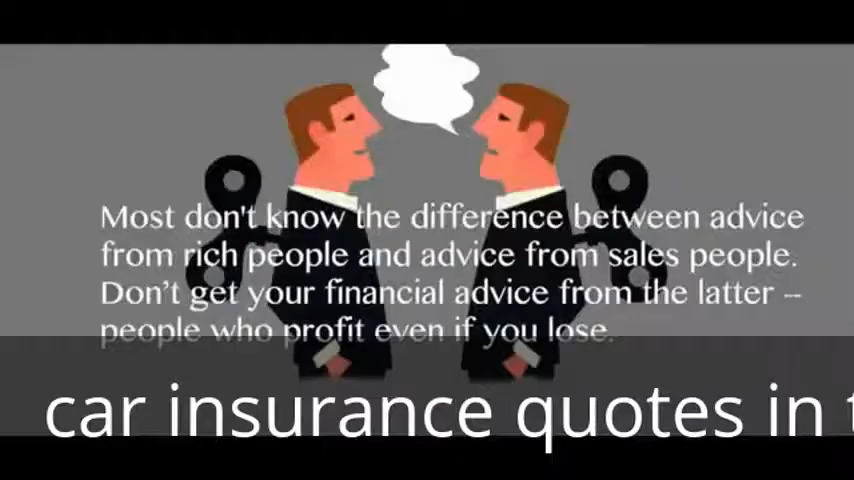 Most don't know the difference between advice
from rich people and advice from sales people.
Don't get your financial advice from the latter --
people who profit even if you lose.
car insurance quotes in